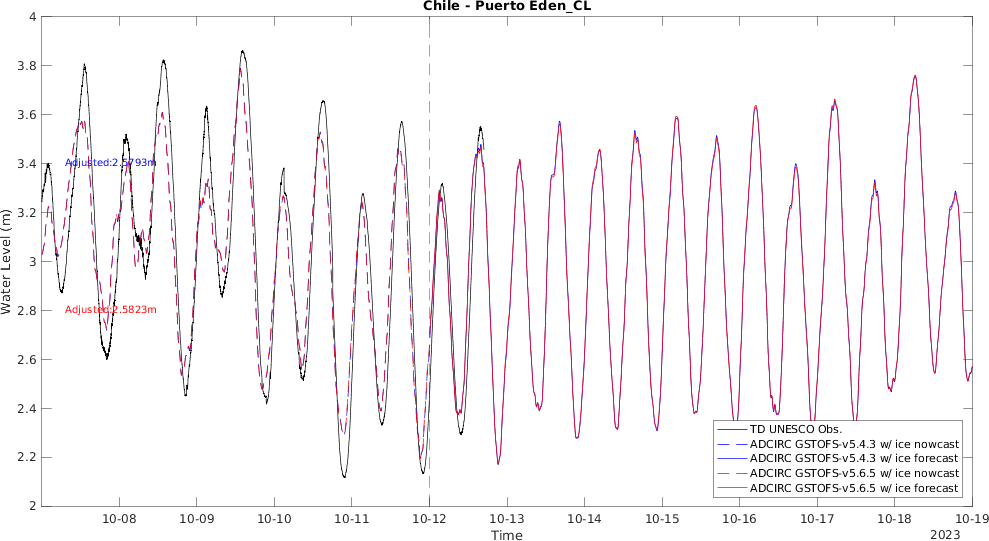 Chile - Puerto Eden_CL
Water Level (m)
4
3.8
3.6
3.4
3.2
3
2.8
2.6
2.4
2.2
2
Adjusted:2.5793m
Adjusted:2.5823m
TD UNESCO Obs.
ADCIRC GSTOFS-v5.4.3 w/ ice nowcast
ADCIRC GSTOFS-v5.4.3 w/ ice forecast
ADCIRC GSTOFS-v5.6.5 w/ ice nowcast
ADCIRC GSTOFS-v5.6.5 w/ ice forecast
10-08 10-09 10-10 10-11 10-12 10-13 10-14 10-15 10-16 10-17 10-18 10-19
Time
2023